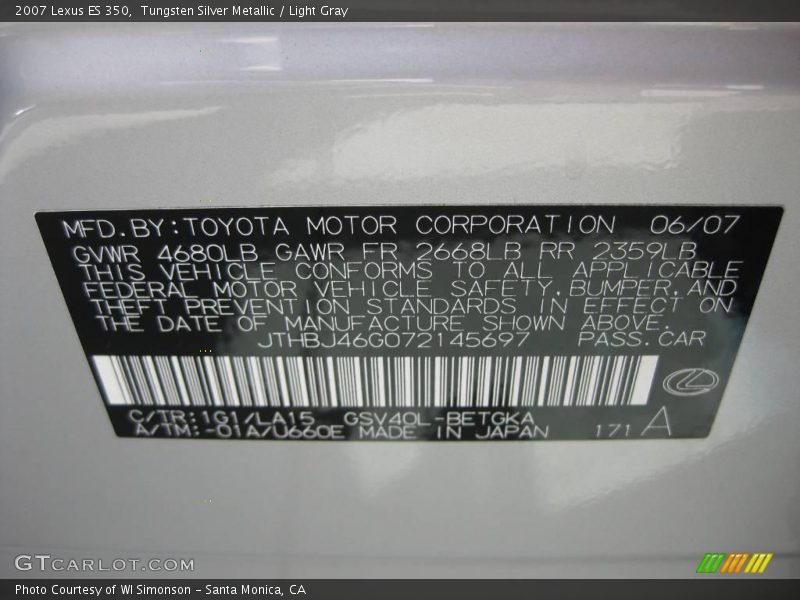 2007 Lexus ES 350,  Tungsten Silver Metallic / Light Gray
MFD.BY:TOYOTA MOTOR CORPORATION 06/07
GVWR 4680LB GAWR FR 2668LB RR 2359LB
THIS VEHICLE CONFORMS TO ALL APPLICABLE
FEDERAL MOTOR VEHICLE SAFETY,BUMPER,AND
THEFT PREVENTION STANDARDS IN EFFECT ON
THE DATE OF MANUFACTURE SHOWN ABOVE.
JTHBJ46G072145697 PASS.CAR
C/TR:1G1/LA15 GSV40L-BETGKA
A/TM:-01A/U660E MADE IN JAPAN 171 A
GTCARLOT.COM
Photo Courtesy of WI Simonson - Santa Monica, CA